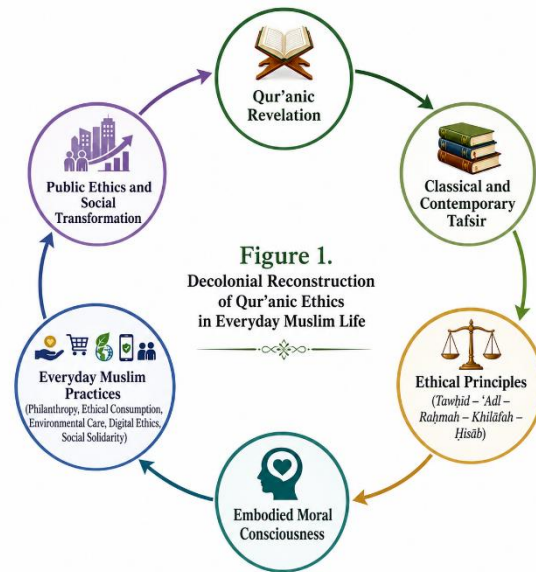 Qur’anic
Revelation
Classical and
Contemporary
Tafsir
Ethical Principles
(Tawḥid – ‘Adl –
Raḥmah – Khilāfah –
Ḥisāb)
Embodied Moral
Consciousness
Everyday Muslim
Practices
(Philanthropy, Ethical Consumption,
Environmental Care, Digital Ethics,
Social Solidarity)
Public Ethics and
Social
Transformation
Figure 1.
Decolonial Reconstruction
of Qur’anic Ethics
in Everyday Muslim Life